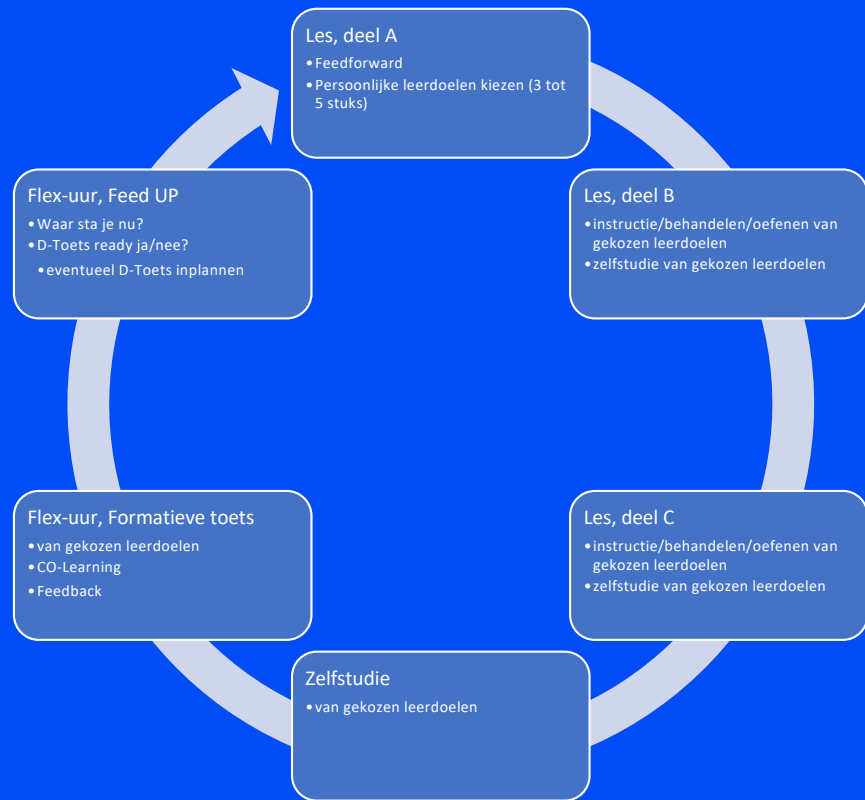 Les, deel A
•Feedforward
•Persoonlijke leerdoelen kiezen (3 tot
5 stuks)
Les, deel B
•instructie/behandelen/oefenen van
gekozen leerdoelen
•zelfstudie van gekozen leerdoelen
Les, deel C
•instructie/behandelen/oefenen van
gekozen leerdoelen
•zelfstudie van gekozen leerdoelen
Zelfstudie
•van gekozen leerdoelen
Flex-uur, Formatieve toets
•van gekozen leerdoelen
•CO-Learning
•Feedback
Flex-uur, Feed UP
•Waar sta je nu?
•D-Toets ready ja/nee?
•eventueel D-Toets inplannen